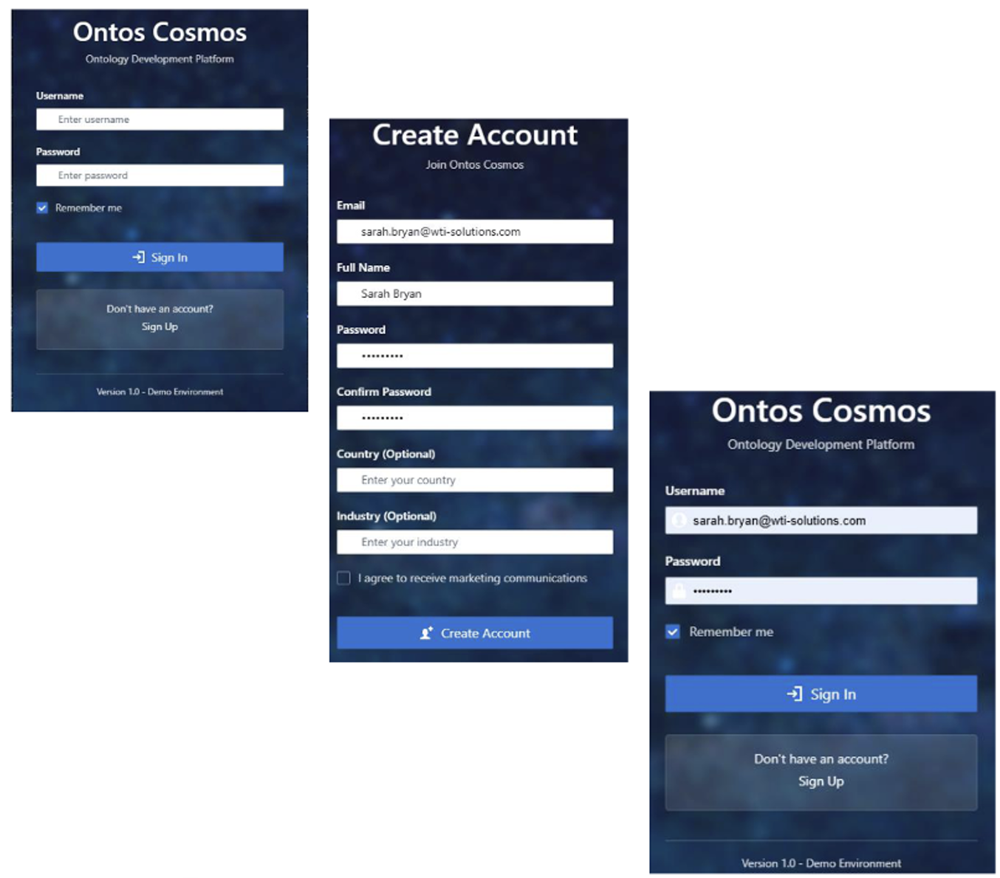 Ontos Cosmos
Ontology Development Platform
Username
Enter username
Password
Enter password
Remember me
Sign In
Don't have an account?
Sign Up
Version 1.0 - Demo Environment
Create Account
Join Ontos Cosmos
Email
sarah.bryan@wti-solutions.com
Full Name
Sarah Bryan
Password
•••••••••
Confirm Password
•••••••••
Country (Optional)
Enter your country
Industry (Optional)
Enter your industry
I agree to receive marketing communications
Create Account
Ontos Cosmos
Ontology Development Platform
Username
sarah.bryan@wti-solutions.com
Password
•••••••••
Remember me
Sign In
Don't have an account?
Sign Up
Version 1.0 - Demo Environment